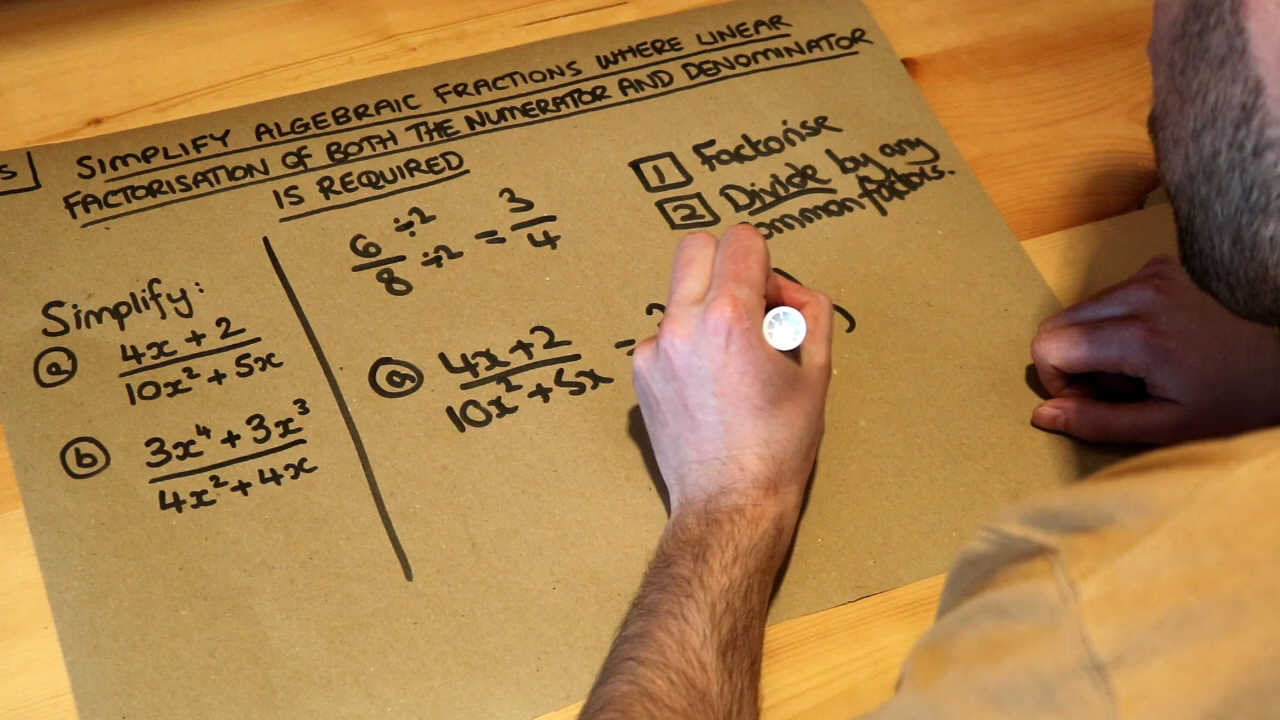 5
SIMPLIFY ALGEBRAIC FRACTIONS WHERE LINEAR
FACTORISATION OF BOTH THE NUMERATOR AND DENOMINATOR
IS REQUIRED
6 ÷2
8 ÷2
= 3
4
1 Factorise
2 Divide by any
common factors.
Simplify:
a 4x + 2
10x² + 5x
b 3x⁴ + 3x³
4x² + 4x
a 4x + 2
10x² + 5x
= 2 )